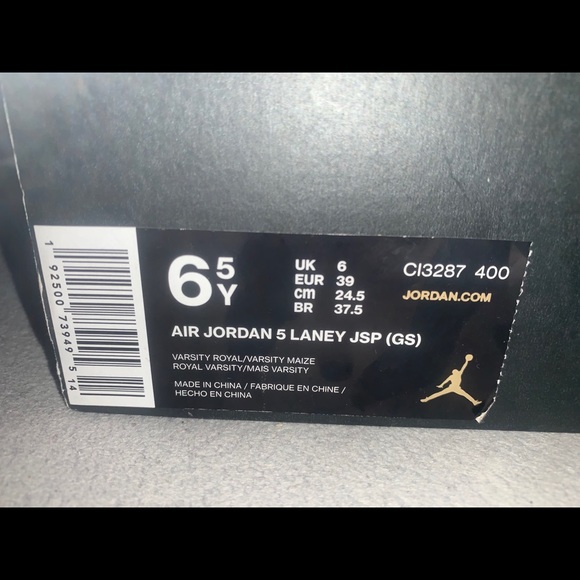 6 5 Y
UK 6
EUR 39
cm 24.5
BR 37.5
CI3287 400
JORDAN.COM
AIR JORDAN 5 LANEY JSP (GS)
VARSITY ROYAL/VARSITY MAIZE
ROYAL VARSITY/MAIS VARSITY
MADE IN CHINA / FABRIQUE EN CHINE /
HECHO EN CHINA
1 92500 73949 5 14